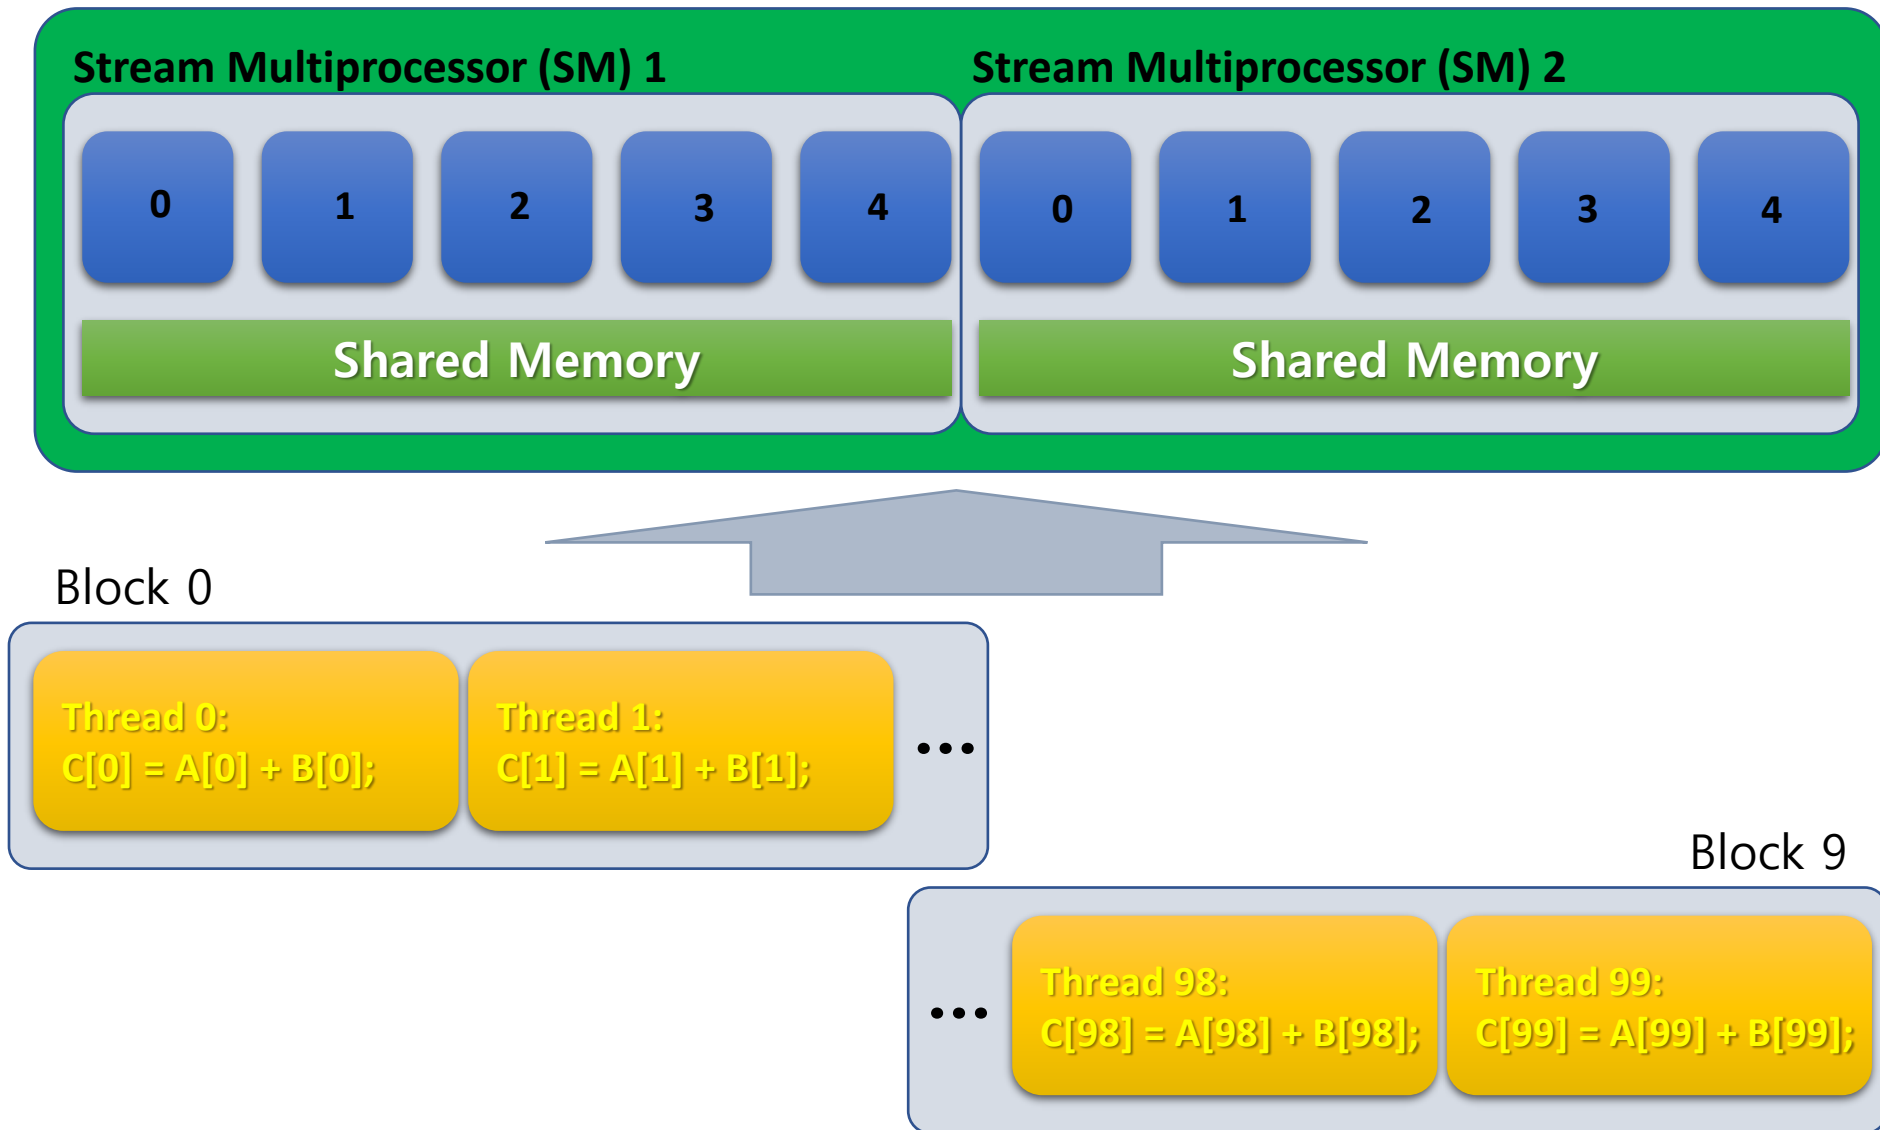 Stream Multiprocessor (SM) 1
Stream Multiprocessor (SM) 2
0
1
2
3
4
0
1
2
3
4
Shared Memory
Shared Memory
Block 0
Thread 0:
C[0] = A[0] + B[0];
Thread 1:
C[1] = A[1] + B[1];
...
Block 9
...
Thread 98:
C[98] = A[98] + B[98];
Thread 99:
C[99] = A[99] + B[99];